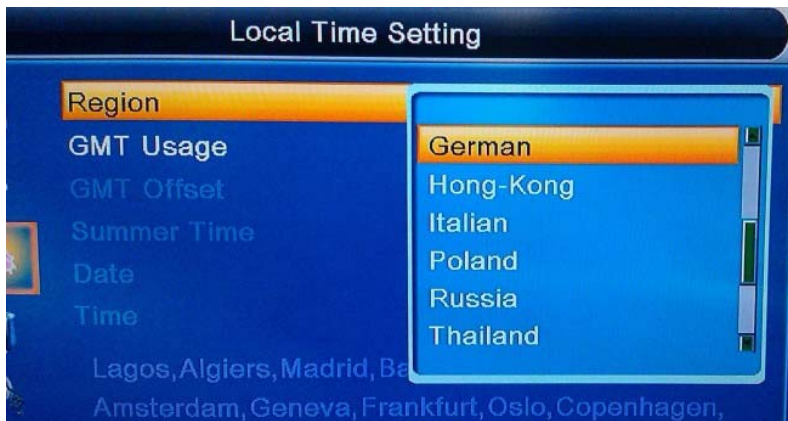 Local Time Setting
Region
GMT Usage
GMT Offset
Summer Time
Date
Time
German
Hong-Kong
Italian
Poland
Russia
Thailand
Lagos,Algiers,Madrid,
Amsterdam,Geneva,Frankfurt,Oslo,Copenhagen,